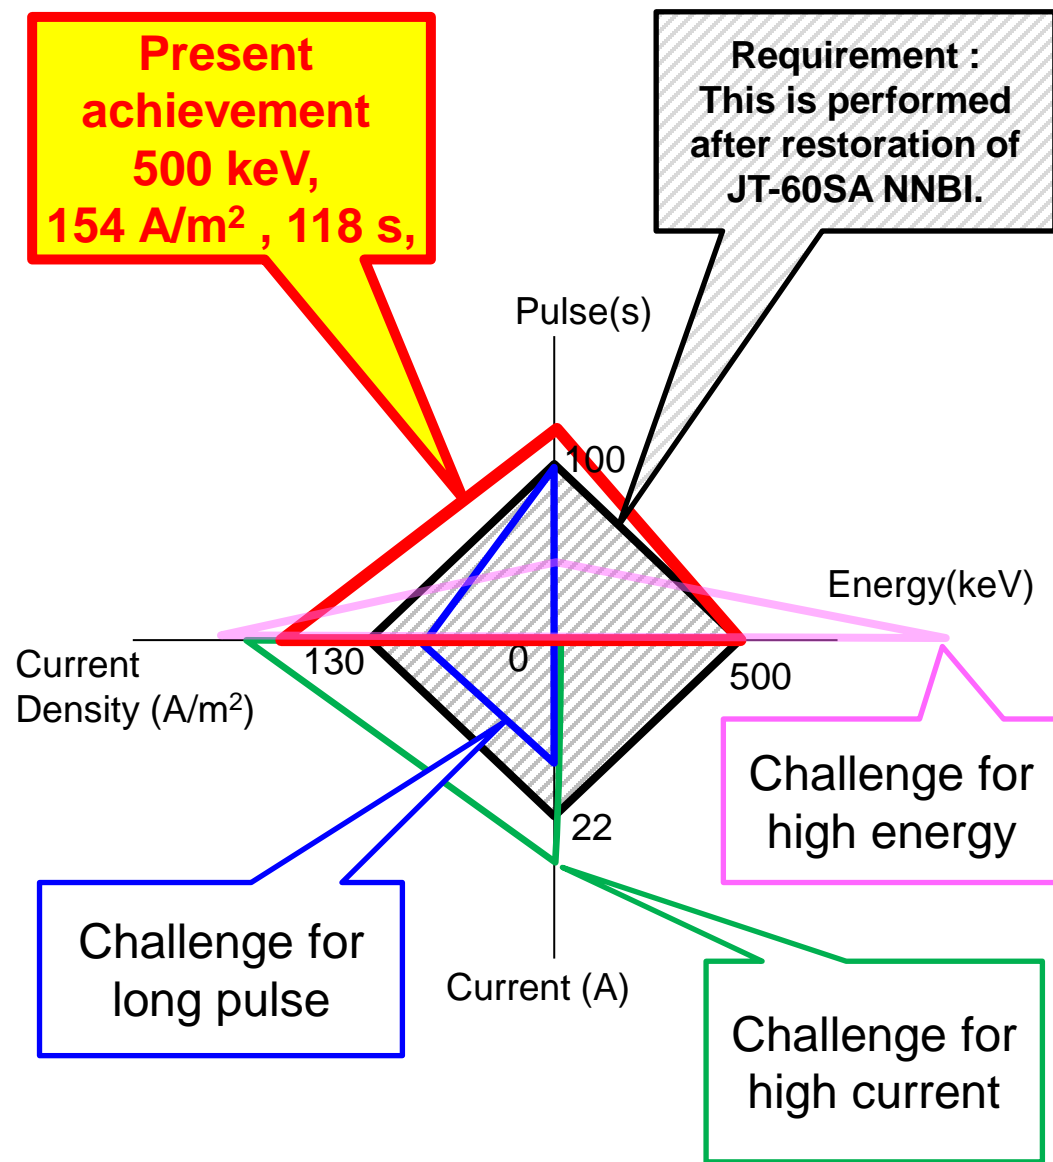 Present
achievement
500 keV,
154 A/m² , 118 s,
Requirement :
This is performed
after restoration of
JT-60SA NNBI.
Pulse(s)
100
Energy(keV)
Current
Density (A/m²)
130
0
500
22
Current (A)
Challenge for
high energy
Challenge for
long pulse
Challenge for
high current